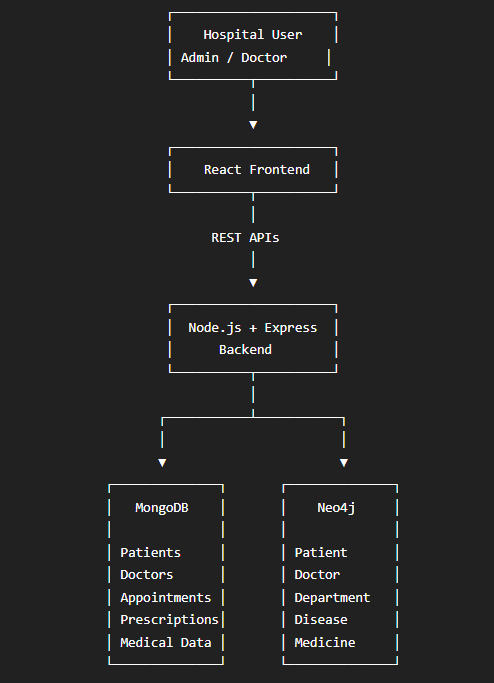 Hospital User
Admin / Doctor
React Frontend
REST APIs
Node.js + Express
Backend
MongoDB
Patients
Doctors
Appointments
Prescriptions
Medical Data
Neo4j
Patient
Doctor
Department
Disease
Medicine